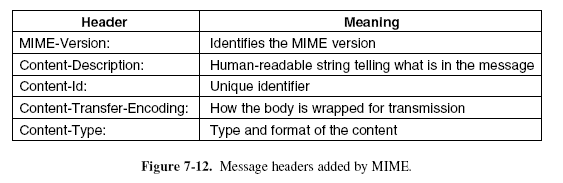 Header Meaning
MIME-Version: Identifies the MIME version
Content-Description: Human-readable string telling what is in the message
Content-Id: Unique identifier
Content-Transfer-Encoding: How the body is wrapped for transmission
Content-Type: Type and format of the content
Figure 7-12. Message headers added by MIME.